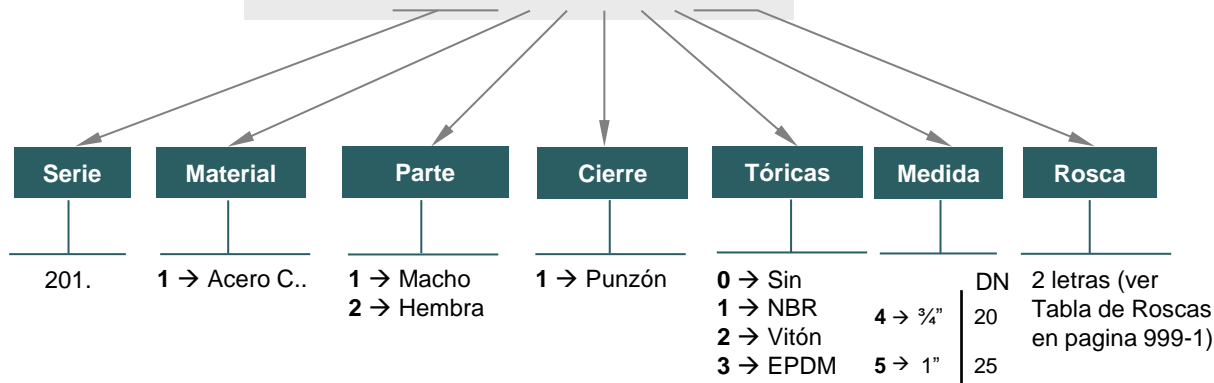 Serie Material Parte Cierre Tóricas Medida Rosca
201.
1 → Acero C..
1 → Macho
2 → Hembra
1 → Punzón
0 → Sin
1 → NBR
2 → Vitón
3 → EPDM
DN
4 → ¾” 20
5 → 1” 25
2 letras (ver
Tabla de Roscas
en pagina 999-1)